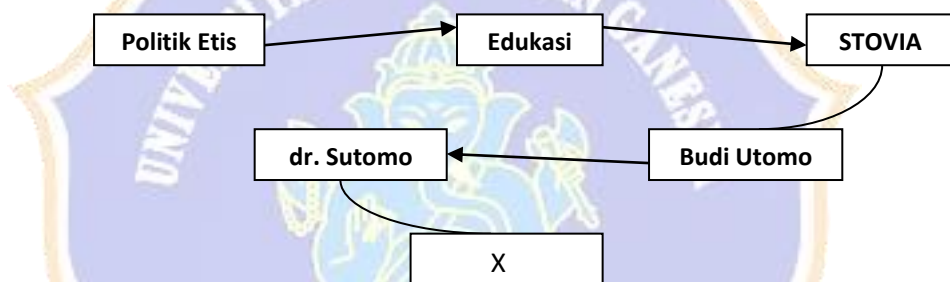 Politik Etis
Edukasi
STOVIA
dr. Sutomo
Budi Utomo
X